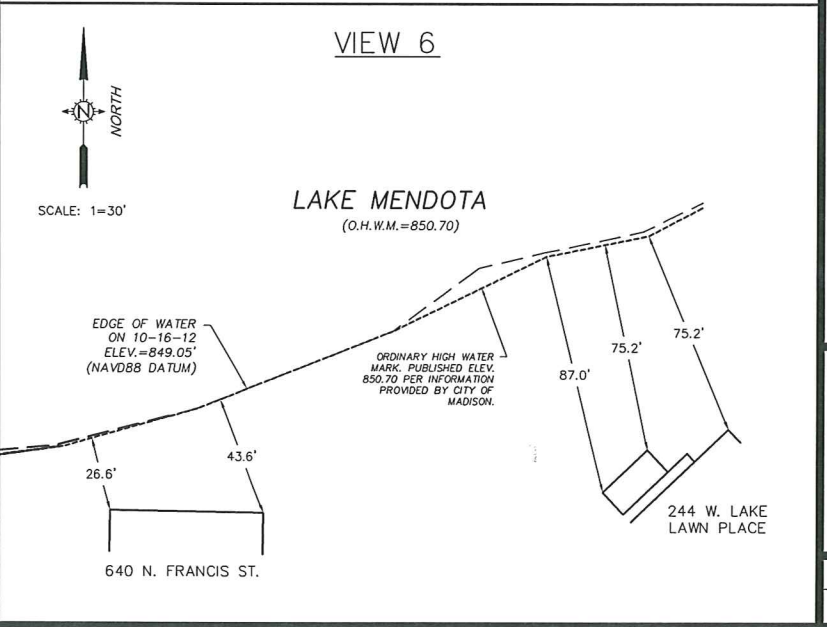 VIEW 6
N
NORTH
SCALE: 1=30'
LAKE MENDOTA
(O.H.W.M.=850.70)
EDGE OF WATER
ON 10-16-12
ELEV.=849.05'
(NAVD88 DATUM)
ORDINARY HIGH WATER
MARK. PUBLISHED ELEV.
850.70 PER INFORMATION
PROVIDED BY CITY OF
MADISON.
87.0'
75.2'
75.2'
26.6'
43.6'
640 N. FRANCIS ST.
244 W. LAKE
LAWN PLACE